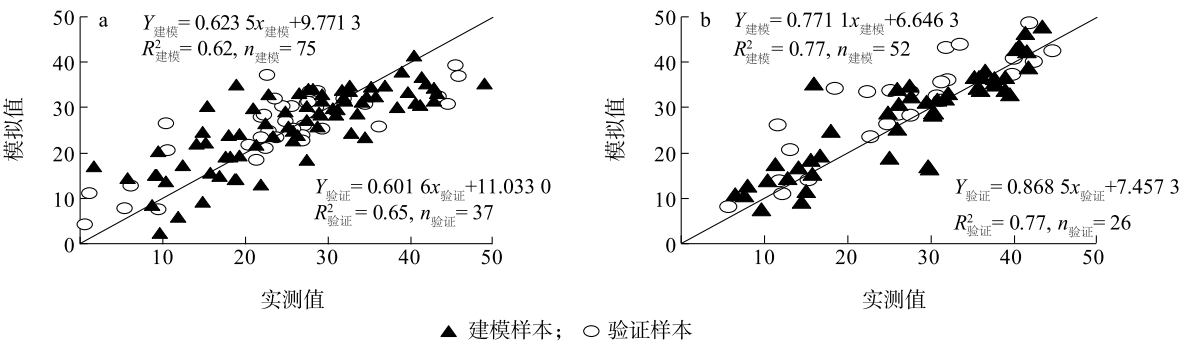 a
Y建模= 0.623 5x建模+9.771 3
R²建模= 0.62, n建模= 75
Y验证= 0.601 6x验证+11.033 0
R²验证= 0.65, n验证= 37
50
40
30
20
10
0
10
20
30
40
50
模拟值
实测值
b
Y建模= 0.771 1x建模+6.646 3
R²建模= 0.77, n建模= 52
Y验证= 0.868 5x验证+7.457 3
R²验证= 0.77, n验证= 26
50
40
30
20
10
0
10
20
30
40
50
模拟值
实测值
▲ 建模样本； ○ 验证样本